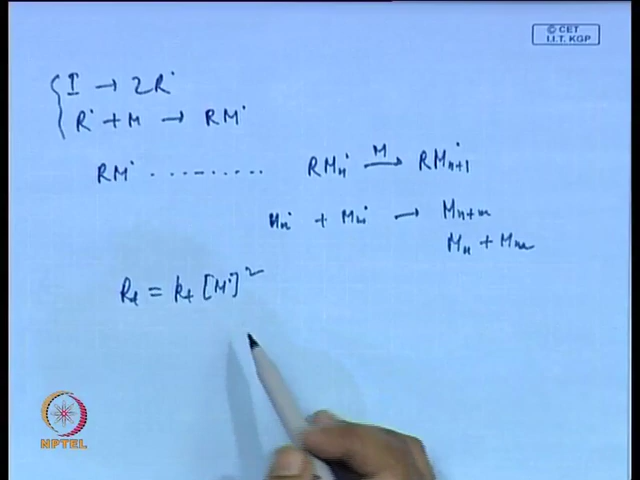 © CET
I.I.T. KGP
I → 2R˙
R˙ + M → RM˙
RM˙ . . . . . . . . . . RMn˙ M→ RMn+1˙
Mn˙ + Mm˙ → Mn+m
Mn + Mm
Rt = kt [M˙]²
NPTEL